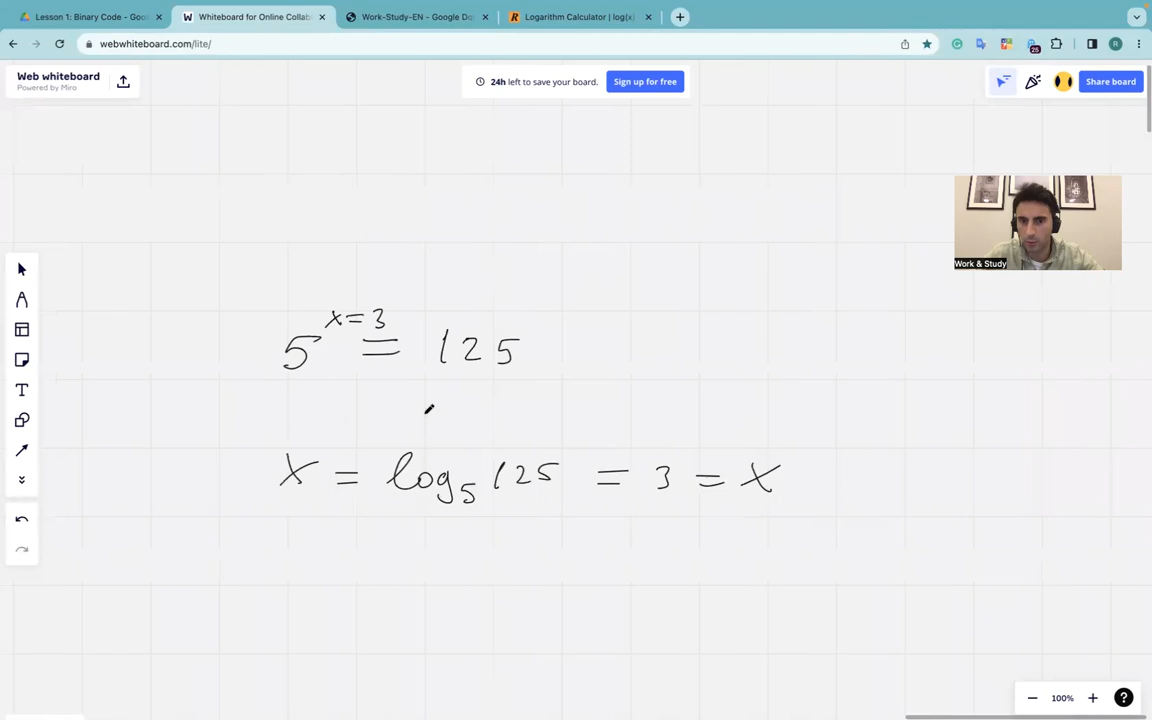 Lesson 1: Binary Code - Goo
Whiteboard for Online Collab
Work-Study-EN - Google Do
Logarithm Calculator | log(x)
webwhiteboard.com/lite/
25
R
Web whiteboard
Powered by Miro
24h left to save your board.
Sign up for free
Share board
Work & Study
5^x=3 = 125
x = log₅ 125 = 3 = x
T
100%
?